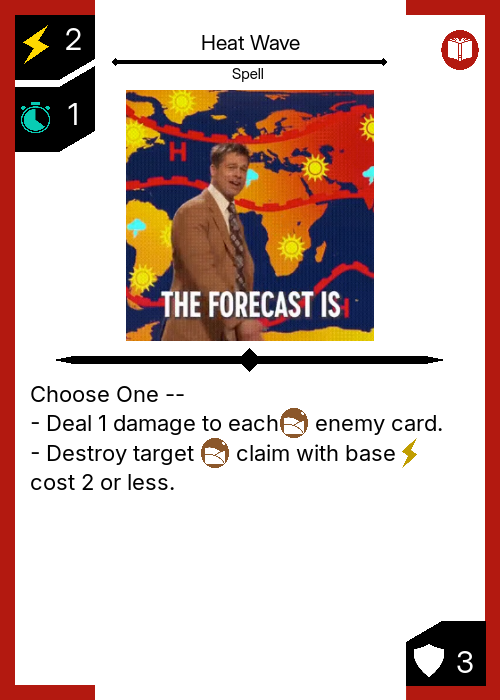 2
Heat Wave
Spell
1
H
THE FORECAST IS
Choose One --
- Deal 1 damage to each enemy card.
- Destroy target claim with base
cost 2 or less.
3